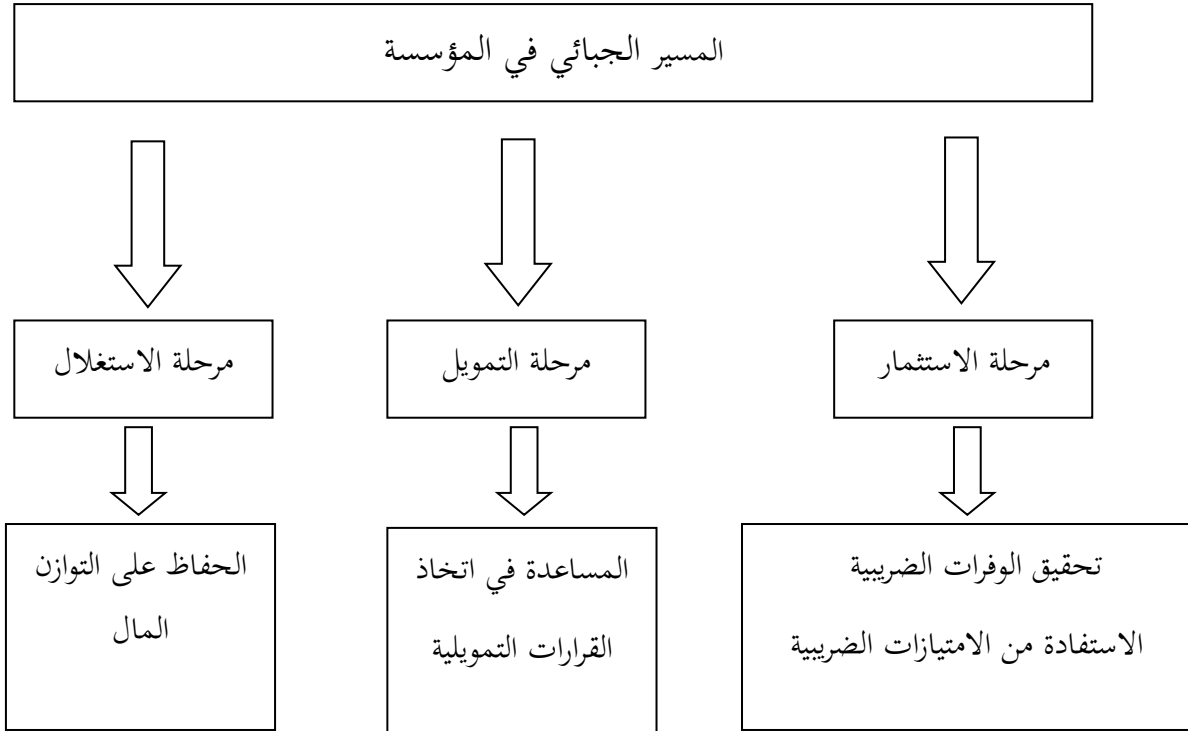 المسير الجبائي في المؤسسة
مرحلة الاستثمار
مرحلة التمويل
مرحلة الاستغلال
تحقيق الوفرات الضريبية
الاستفادة من الامتيازات الضريبية
المساعدة في اتخاذ
القرارات التمويلية
الحفاظ على التوازن
المال